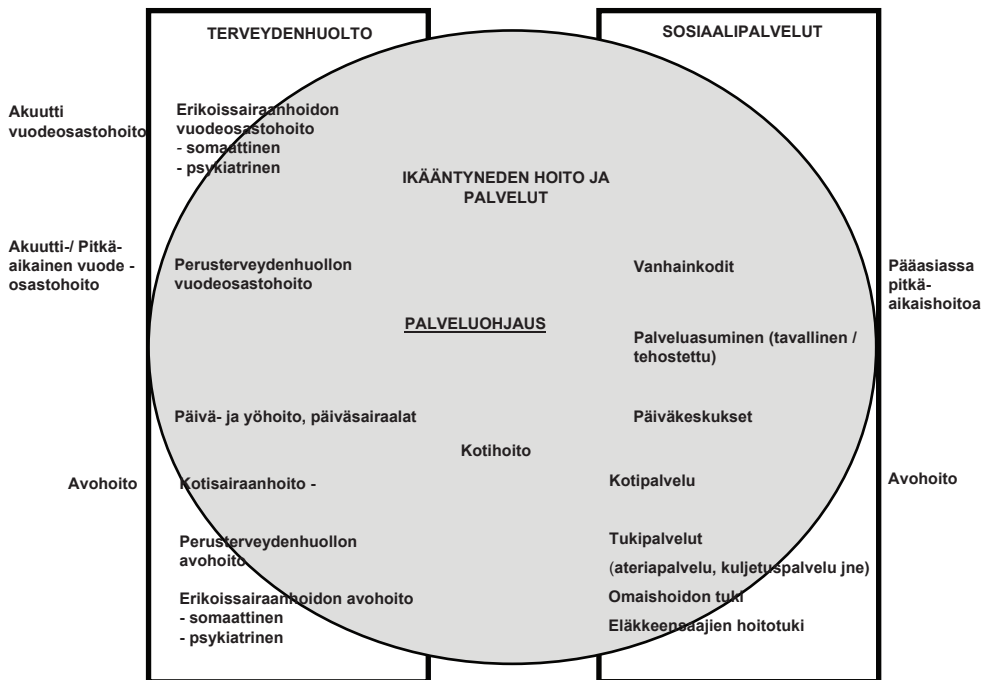 TERVEYDENHUOLTO
SOSIAALIPALVELUT
Akuutti
vuodeosastohoito
Erikoissairaanhoidon
vuodeosastohoito
- somaattinen
- psykiatrinen
IKÄÄNTYNEDEN HOITO JA
PALVELUT
Akuutti-/ Pitkä-
aikainen vuode -
osastohoito
Perusterveydenhuollon
vuodeosastohoito
Vanhainkodit
Pääasiassa
pitkä-
aikaishoitoa
PALVELUOHJAUS
Palveluasuminen (tavallinen /
tehostettu)
Päivä- ja yöhoito, päiväsairaalat
Päiväkeskukset
Kotihoito
Avohoito
Kotisairaanhoito -
Kotipalvelu
Avohoito
Perusterveydenhuollon
avohoito
Tukipalvelut
(ateriapalvelu, kuljetuspalvelu jne)
Erikoissairaanhoidon avohoito
- somaattinen
- psykiatrinen
Omaishoidon tuki
Eläkkeensaajien hoitotuki